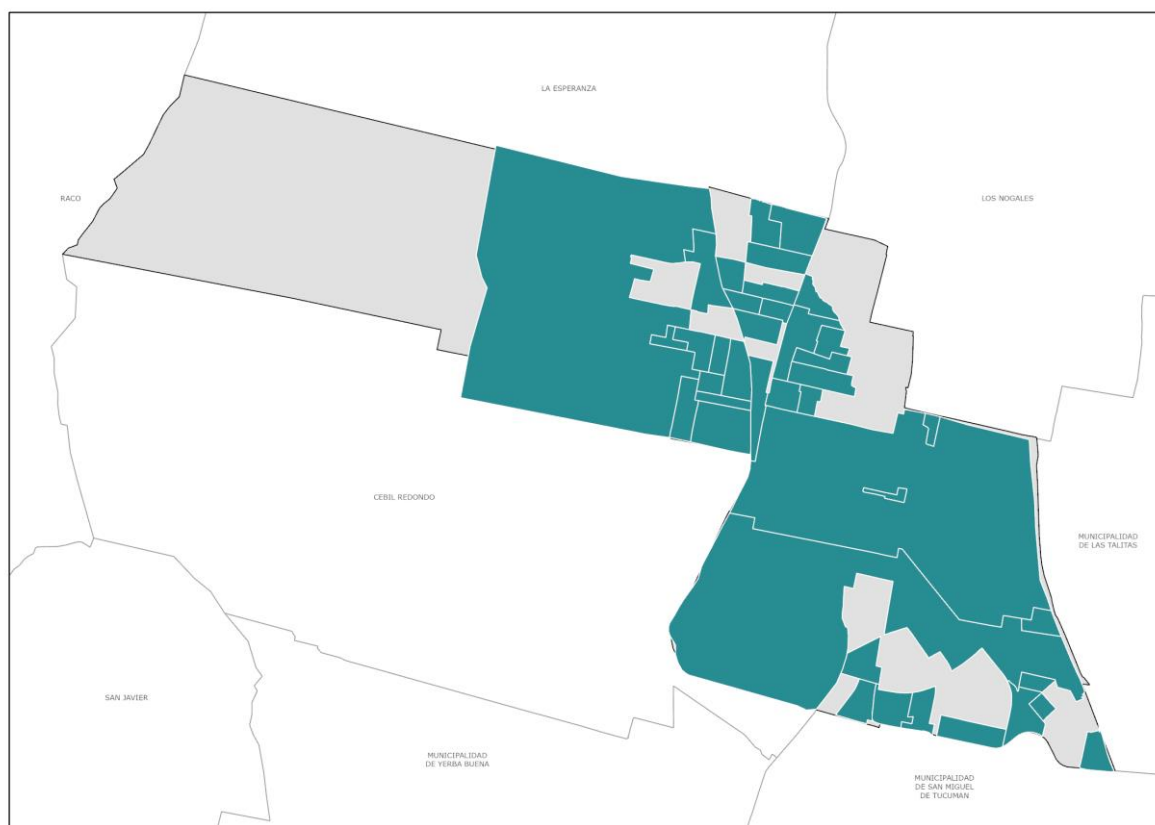 LA ESPERANZA
RACO
LOS NOGALES
CEBIL REDONDO
MUNICIPALIDAD
DE LAS TALITAS
SAN JAVIER
MUNICIPALIDAD
DE YERBA BUENA
MUNICIPALIDAD
DE SAN MIGUEL
DE TUCUMAN